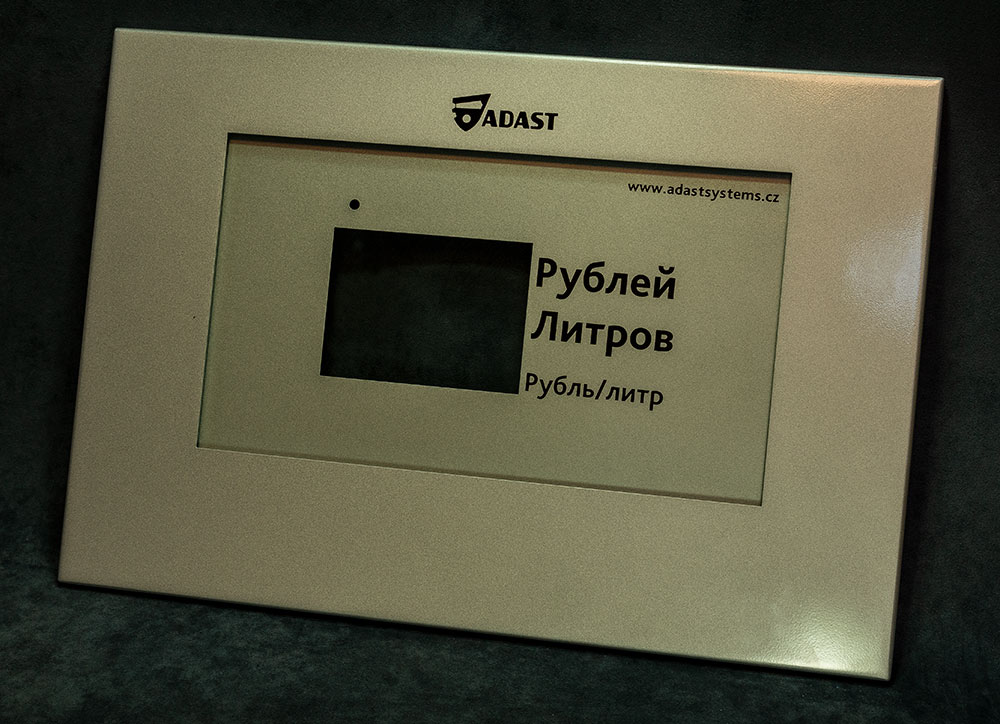 ADAST
www.adastsystems.cz
Рублей
Литров
Рубль/литр